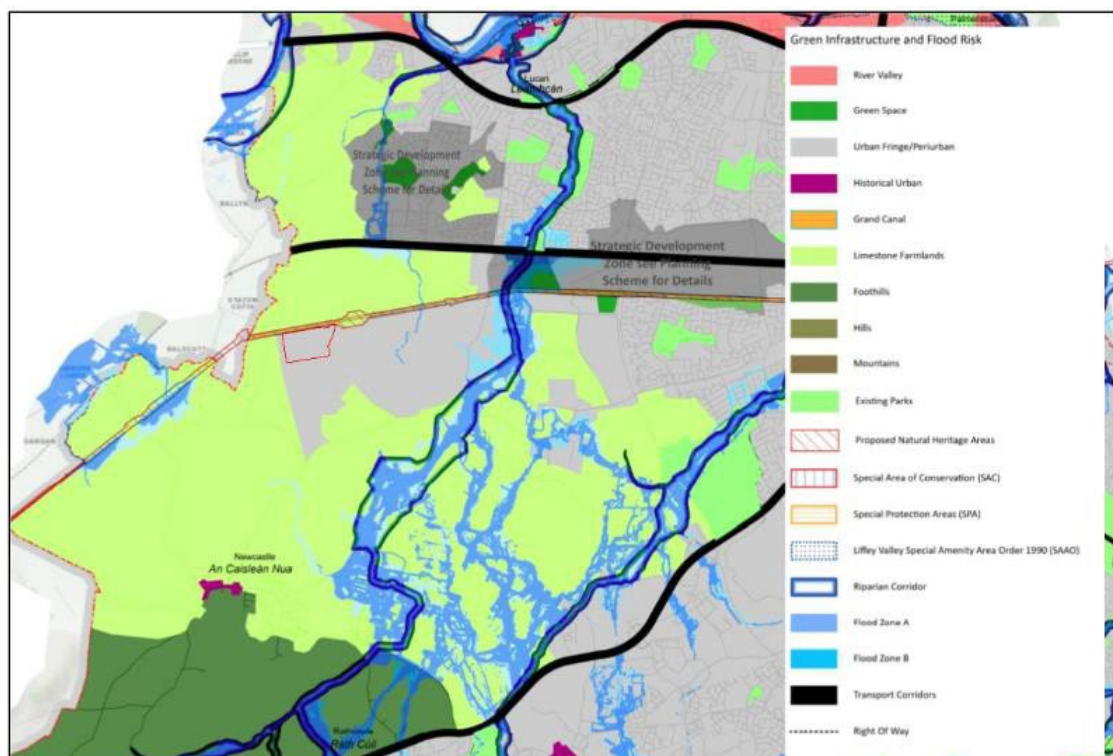 Lucan
Leamhcán
Strategic Development
Zone see Planning
Scheme for Details
Strategic Development
Zone see Planning
Scheme for Details
Newcastle
An Caisleán Nua
Rathcoole
Ráth Cúil
Green Infrastructure and Flood Risk
River Valley
Green Space
Urban Fringe/Periurban
Historical Urban
Grand Canal
Limestone Farmlands
Foothills
Hills
Mountains
Existing Parks
Proposed Natural Heritage Areas
Special Area of Conservation (SAC)
Special Protection Areas (SPA)
Liffey Valley Special Amenity Area Order 1990 (SAAO)
Riparian Corridor
Flood Zone A
Flood Zone B
Transport Corridors
Right Of Way